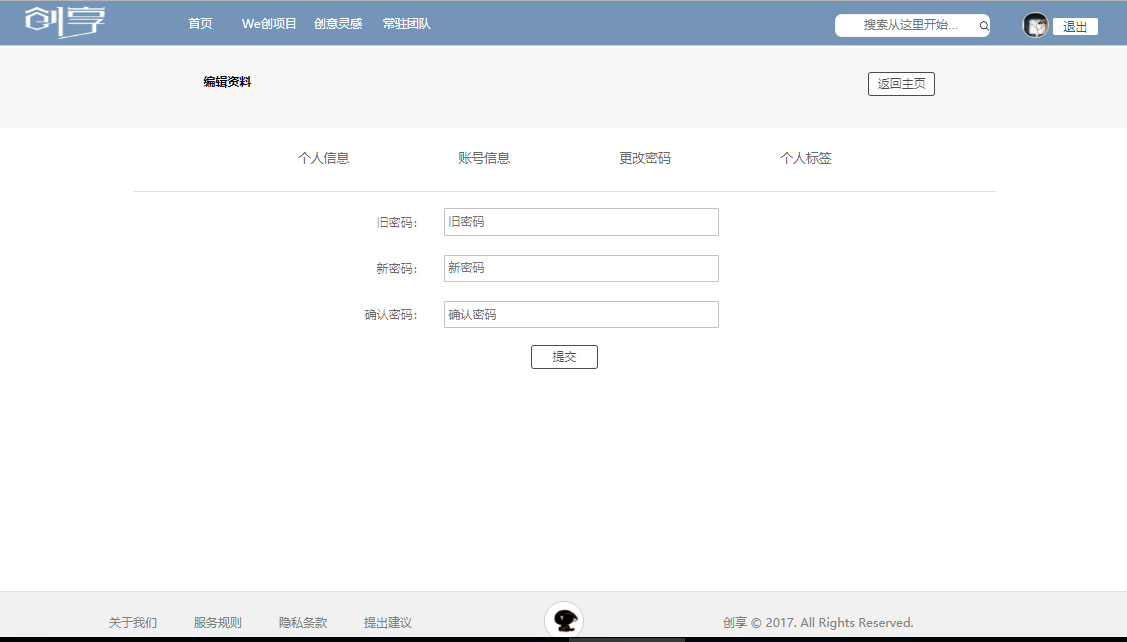 创享
首页 We创项目 创意灵感 常驻团队 搜索从这里开始... 退出
编辑资料 返回主页
个人信息 账号信息 更改密码 个人标签
旧密码： 旧密码
新密码： 新密码
确认密码： 确认密码
提交
关于我们 服务规则 隐私条款 提出建议 创享 © 2017. All Rights Reserved.